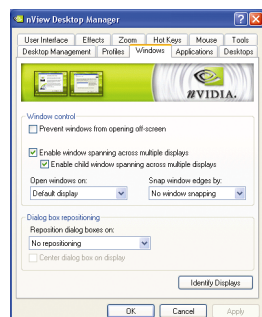 nView Desktop Manager
User Interface Effects Zoom Hot Keys Mouse Tools
Desktop Management Profiles Windows Applications Desktops
nVIDIA.
Window control
Prevent windows from opening off-screen
Enable window spanning across multiple displays
Enable child window spanning across multiple displays
Open windows on: Snap window edges by:
Default display No window snapping
Dialog box repositioning
Reposition dialog boxes on:
No repositioning
Center dialog box on display
Identify Displays
OK Cancel Apply